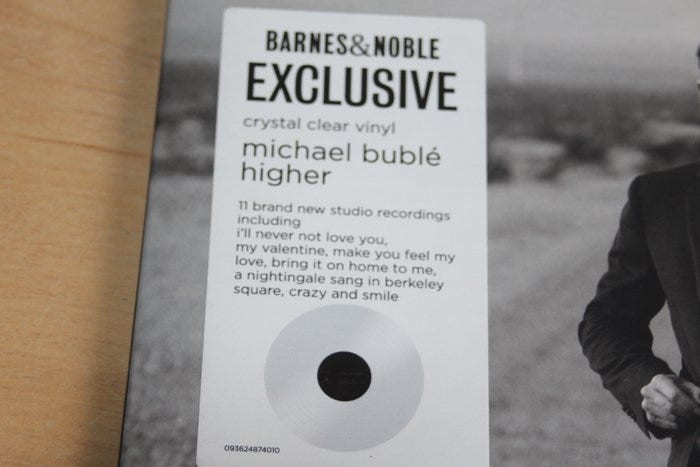 BARNES&NOBLE
EXCLUSIVE
crystal clear vinyl
michael bublé
higher
11 brand new studio recordings
including
i'll never not love you,
my valentine, make you feel my
love, bring it on home to me,
a nightingale sang in berkeley
square, crazy and smile
093624874010